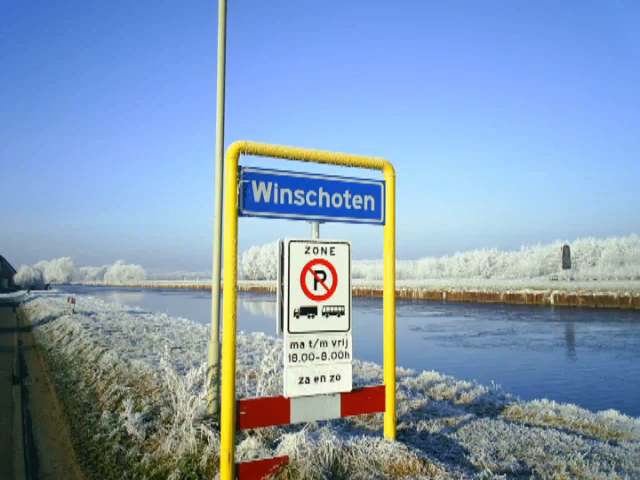 Winschoten
ZONE
P
ma t/m vrij
18.00-8.00h
za en zo